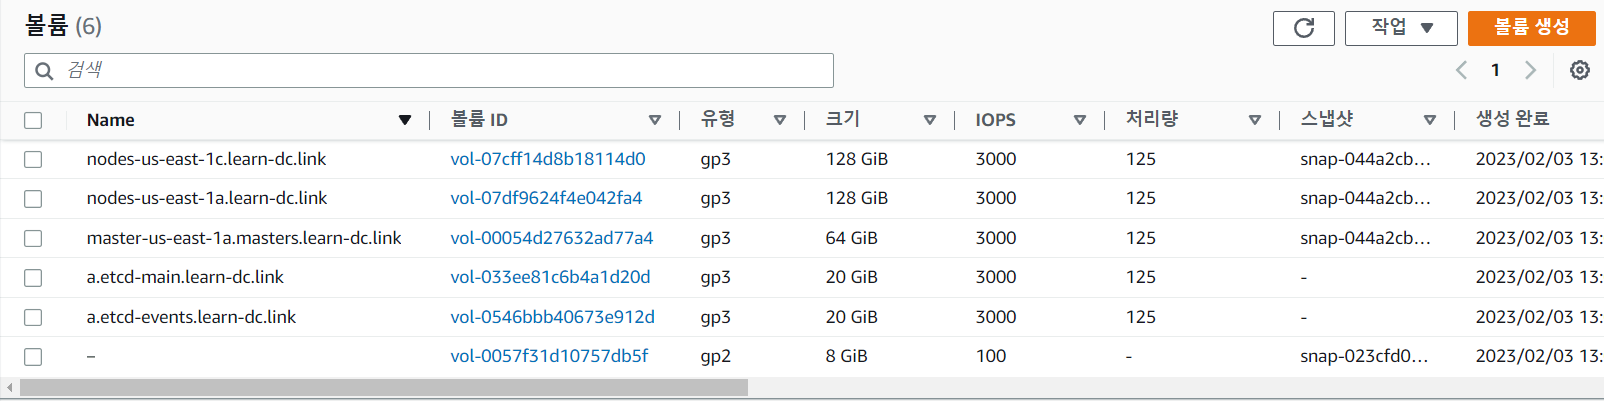 볼륨 (6)
작업
볼륨 생성
검색
1
Name 볼륨 ID 유형 크기 IOPS 처리량 스냅샷 생성 완료
nodes-us-east-1c.learn-dc.link vol-07cff14d8b18114d0 gp3 128 GiB 3000 125 snap-044a2cb... 2023/02/03 13:
nodes-us-east-1a.learn-dc.link vol-07df9624f4e042fa4 gp3 128 GiB 3000 125 snap-044a2cb... 2023/02/03 13:
master-us-east-1a.masters.learn-dc.link vol-00054d27632ad77a4 gp3 64 GiB 3000 125 snap-044a2cb... 2023/02/03 13:
a.etcd-main.learn-dc.link vol-033ee81c6b4a1d20d gp3 20 GiB 3000 125 - 2023/02/03 13:
a.etcd-events.learn-dc.link vol-0546bbb40673e912d gp3 20 GiB 3000 125 - 2023/02/03 13:
– vol-0057f31d10757db5f gp2 8 GiB 100 - snap-023cfd0... 2023/02/03 13: